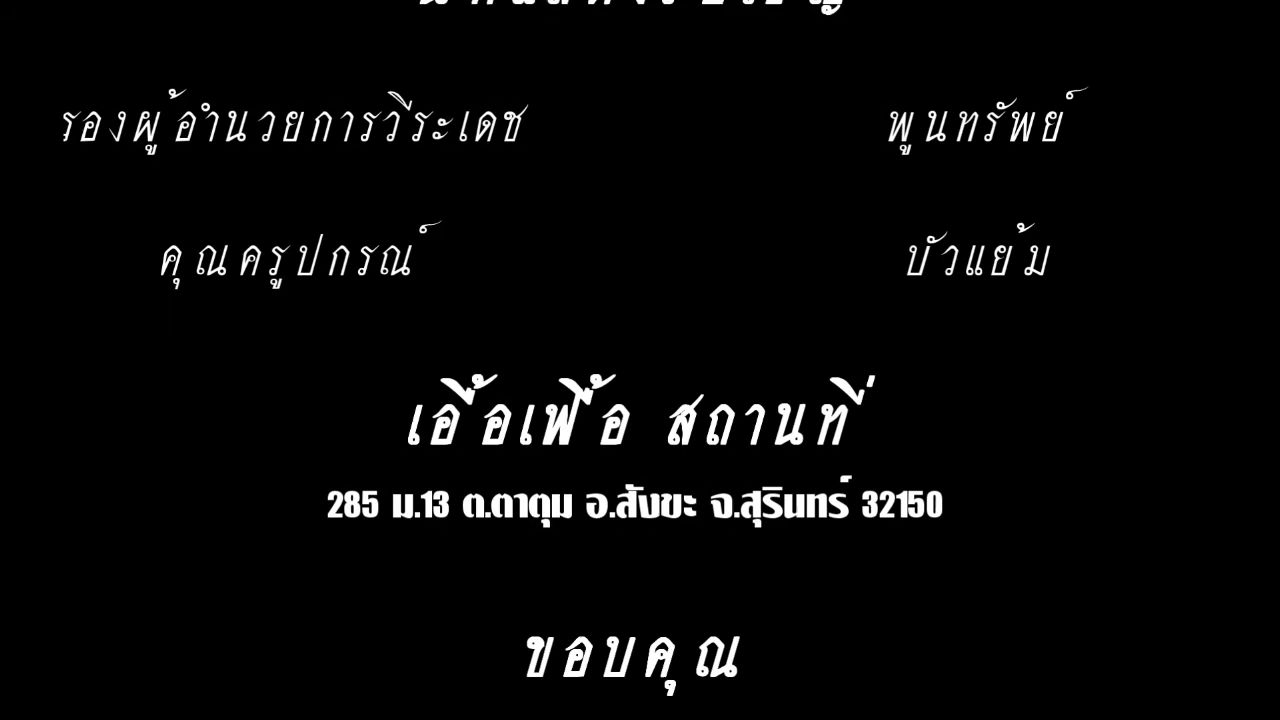 รองผู้อำนวยการวีระเดช พูนทรัพย์
คุณครูปกรณ์ บัวแย้ม
เอื้อเฟื้อ สถานที่
285 ม.13 ต.ตาตุม อ.สังขะ จ.สุรินทร์ 32150
ขอบคุณ